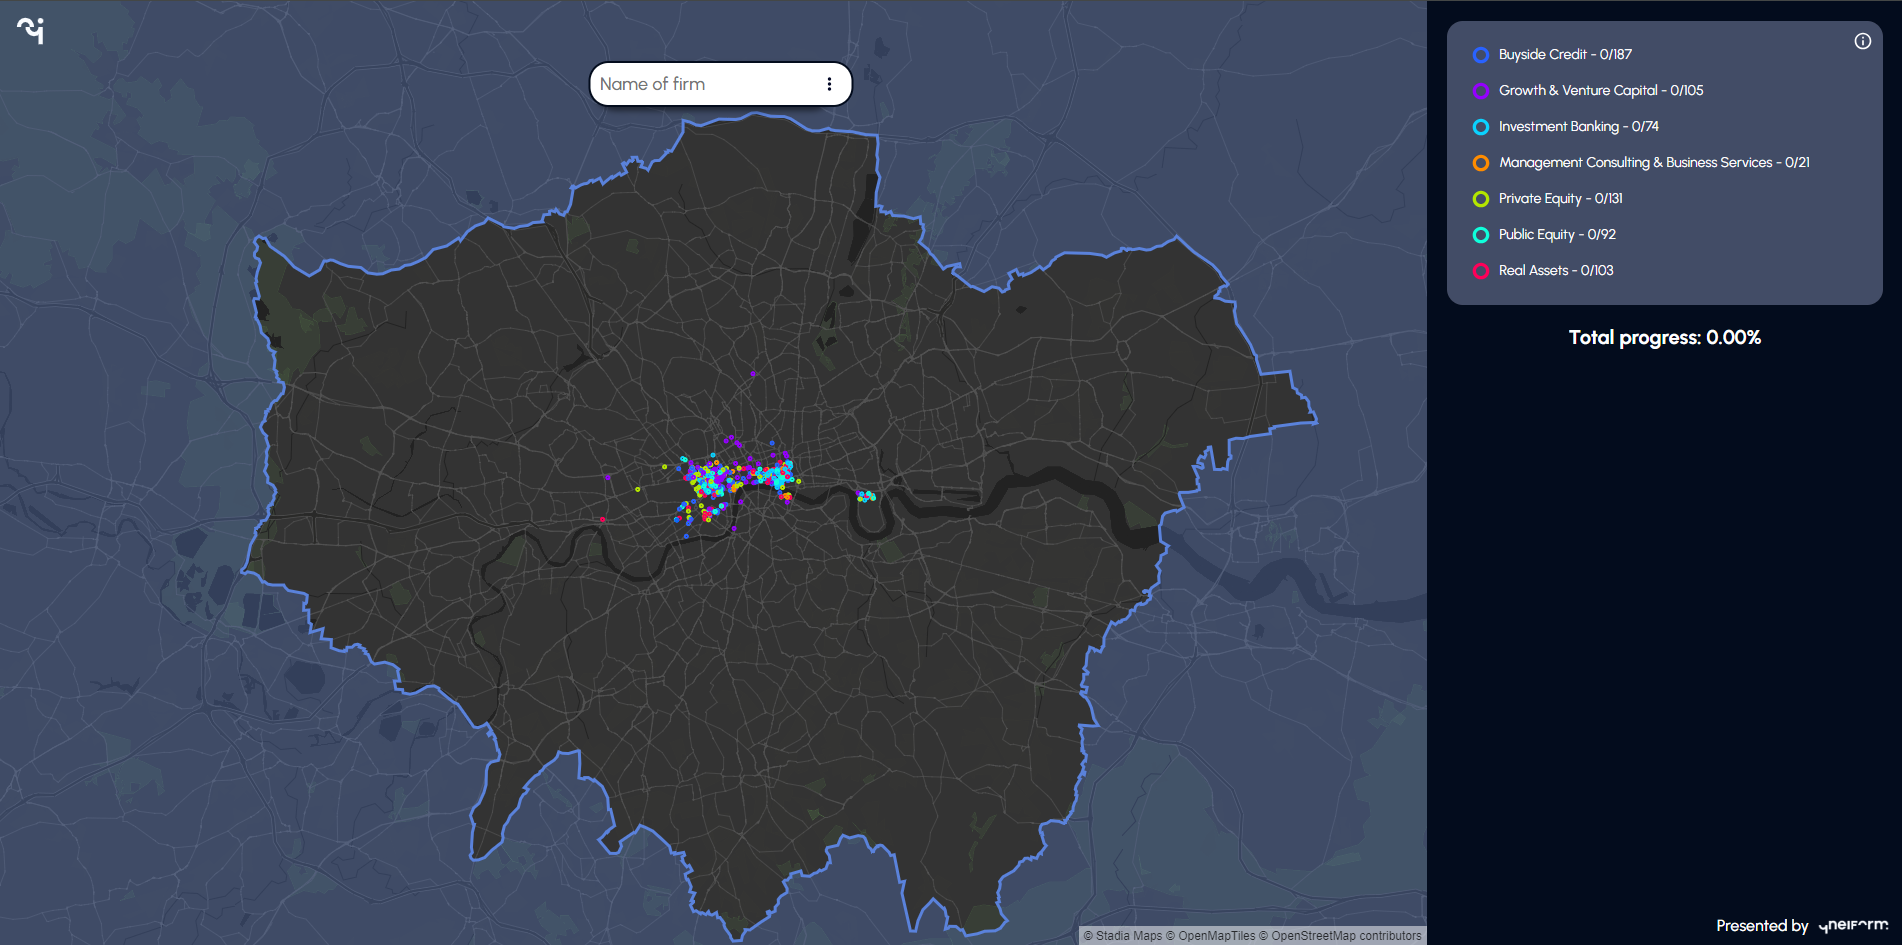 Name of firm
Buyside Credit - 0/187
Growth & Venture Capital - 0/105
Investment Banking - 0/74
Management Consulting & Business Services - 0/21
Private Equity - 0/131
Public Equity - 0/92
Real Assets - 0/103
Total progress: 0.00%
Presented by neiform
© Stadia Maps © OpenMapTiles © OpenStreetMap contributors